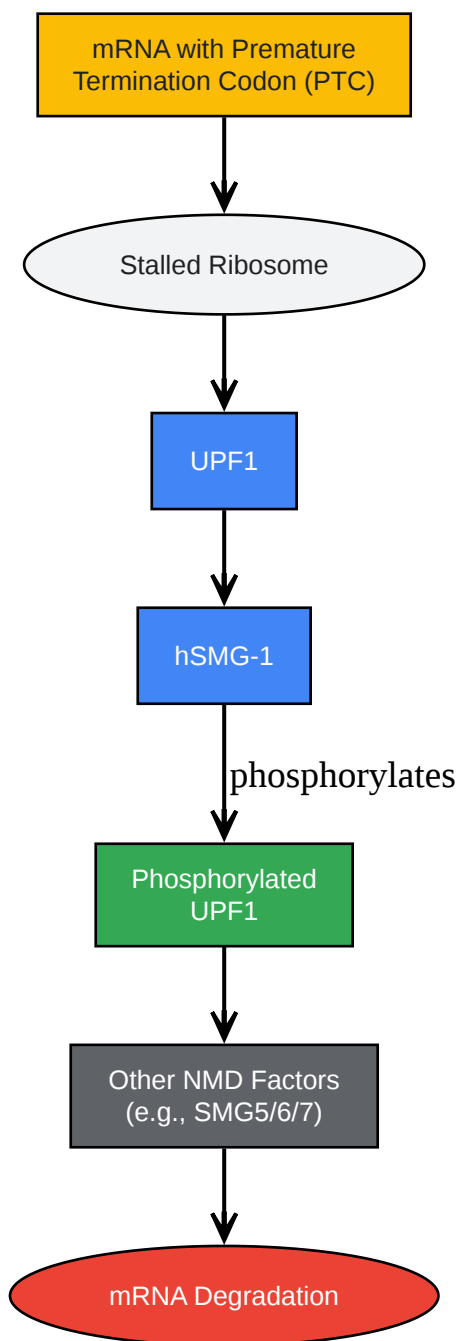 mRNA with Premature
Termination Codon (PTC)
Stalled Ribosome
UPF1
hSMG-1
phosphorylates
Phosphorylated
UPF1
Other NMD Factors
(e.g., SMG5/6/7)
mRNA Degradation